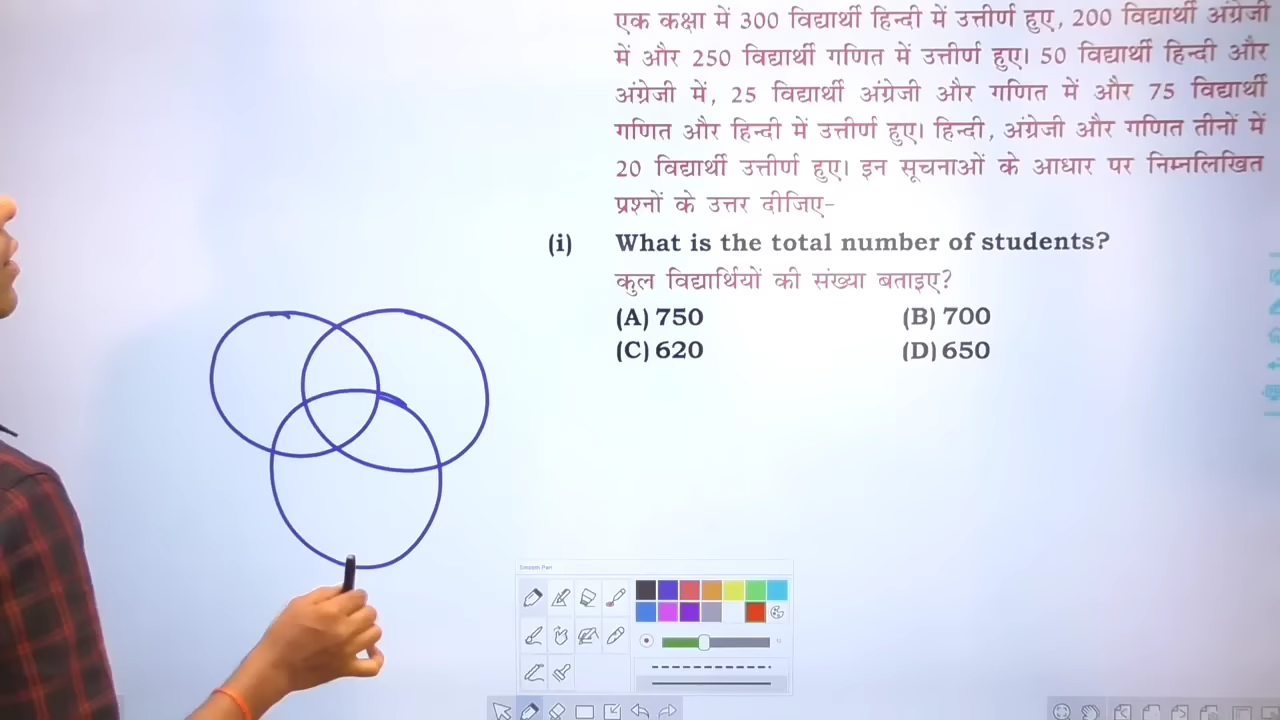 एक कक्षा में 300 विद्यार्थी हिन्दी में उत्तीर्ण हुए, 200 विद्यार्थी अंग्रेजी
में और 250 विद्यार्थी गणित में उत्तीर्ण हुए। 50 विद्यार्थी हिन्दी और
अंग्रेजी में, 25 विद्यार्थी अंग्रेजी और गणित में और 75 विद्यार्थी
गणित और हिन्दी में उत्तीर्ण हुए। हिन्दी, अंग्रेजी और गणित तीनों में
20 विद्यार्थी उत्तीर्ण हुए। इन सूचनाओं के आधार पर निम्नलिखित
प्रश्नों के उत्तर दीजिए-
(i) What is the total number of students?
कुल विद्यार्थियों की संख्या बताइए?
(A) 750 (B) 700
(C) 620 (D) 650
Smooth Pen